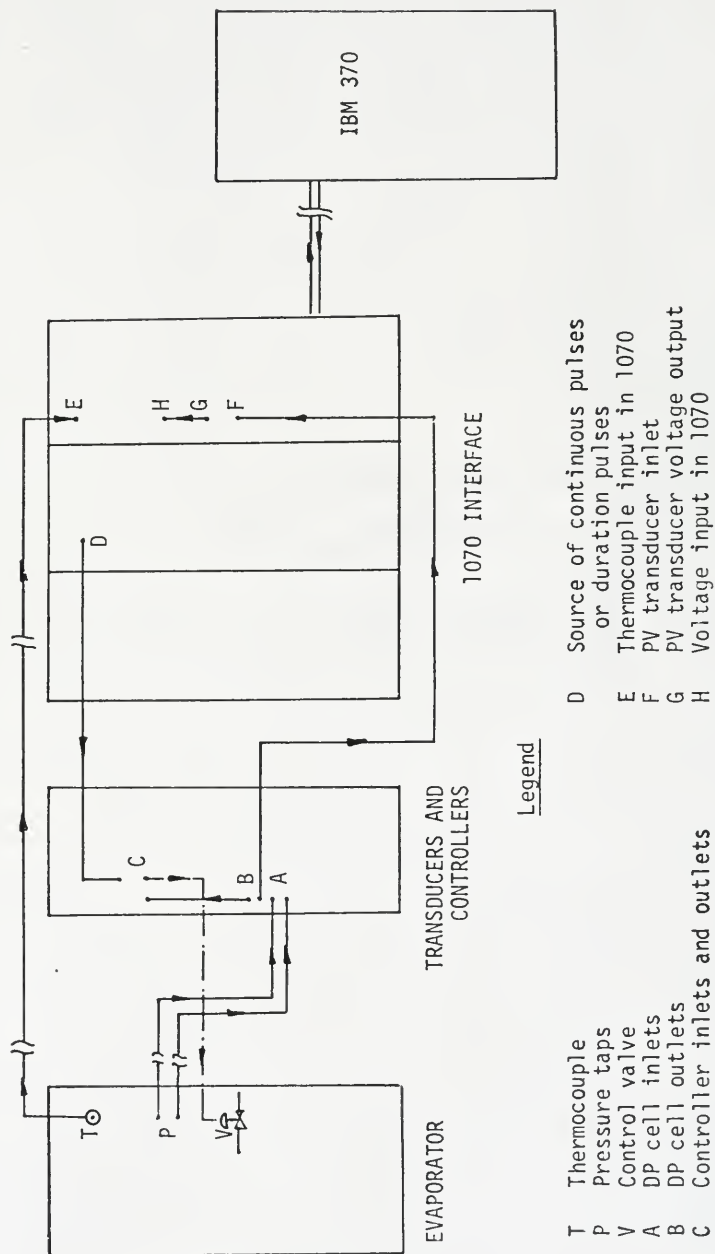 T
P
V
EVAPORATOR
C
B
A
TRANSDUCERS AND
CONTROLLERS
D
E
H
G
F
1070 INTERFACE
IBM 370
Legend
T Thermocouple
P Pressure taps
V Control valve
A DP cell inlets
B DP cell outlets
C Controller inlets and outlets
D Source of continuous pulses
or duration pulses
E Thermocouple input in 1070
F PV transducer inlet
G PV transducer voltage output
H Voltage input in 1070